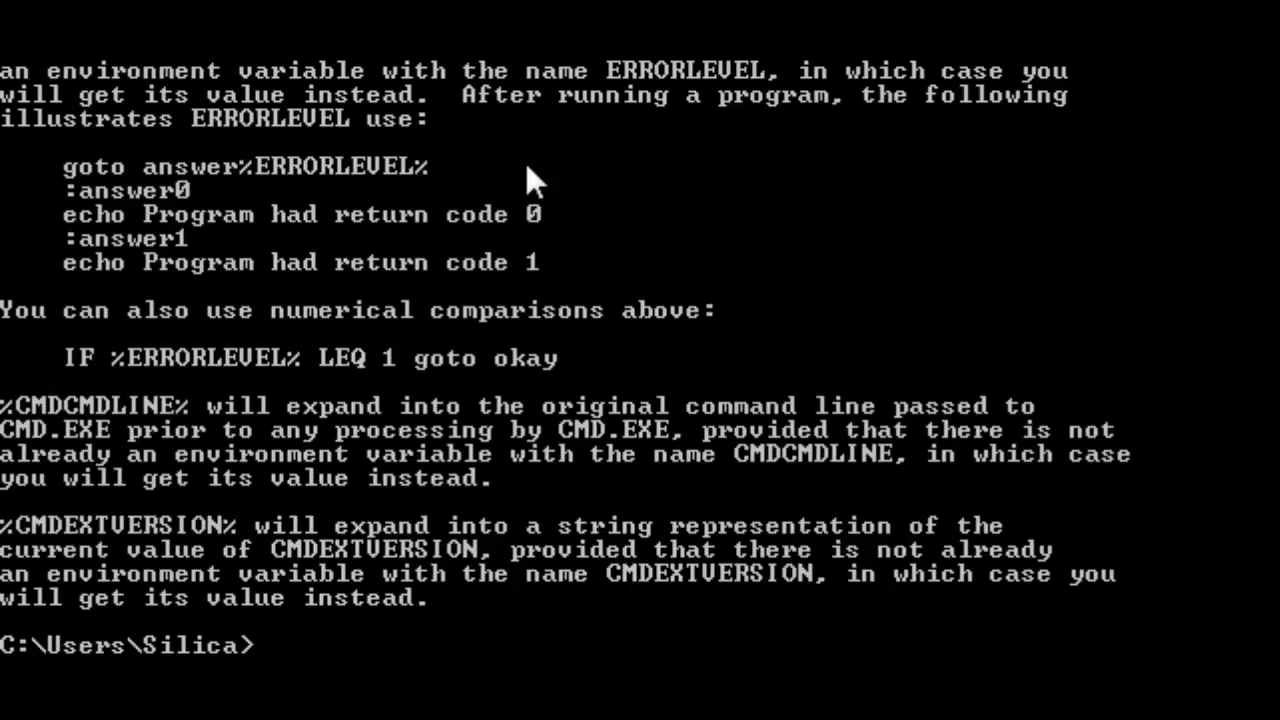 an environment variable with the name ERRORLEVEL, in which case you
will get its value instead.  After running a program, the following
illustrates ERRORLEVEL use:
    goto answer%ERRORLEVEL%
    :answer0
    echo Program had return code 0
    :answer1
    echo Program had return code 1
You can also use numerical comparisons above:
    IF %ERRORLEVEL% LEQ 1 goto okay
%CMDCMDLINE% will expand into the original command line passed to
CMD.EXE prior to any processing by CMD.EXE, provided that there is not
already an environment variable with the name CMDCMDLINE, in which case
you will get its value instead.
%CMDEXTVERSION% will expand into a string representation of the
current value of CMDEXTVERSION, provided that there is not already
an environment variable with the name CMDEXTVERSION, in which case you
will get its value instead.
C:\Users\Silica>